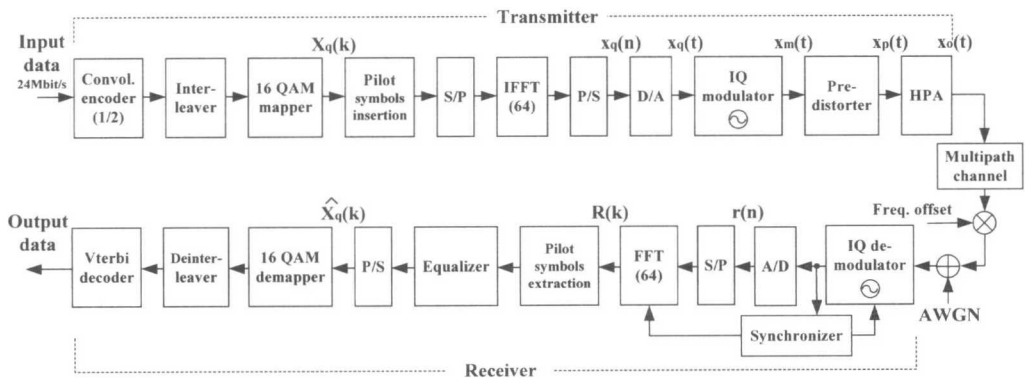 Transmitter
Input
data
24Mbit/s
Convol.
encoder
(1/2)
Inter-
leaver
Xq(k)
16 QAM
mapper
Pilot
symbols
insertion
S/P
IFFT
(64)
P/S
xq(n)
D/A
xq(t)
IQ
modulator
xm(t)
Pre-
distorter
xp(t)
HPA
xo(t)
Multipath
channel
Freq. offset
AWGN
IQ de-
modulator
Synchronizer
A/D
r(n)
S/P
FFT
(64)
R(k)
Pilot
symbols
extraction
Equalizer
P/S
X̂q(k)
16 QAM
demapper
Deinter-
leaver
Vterbi
decoder
Output
data
Receiver